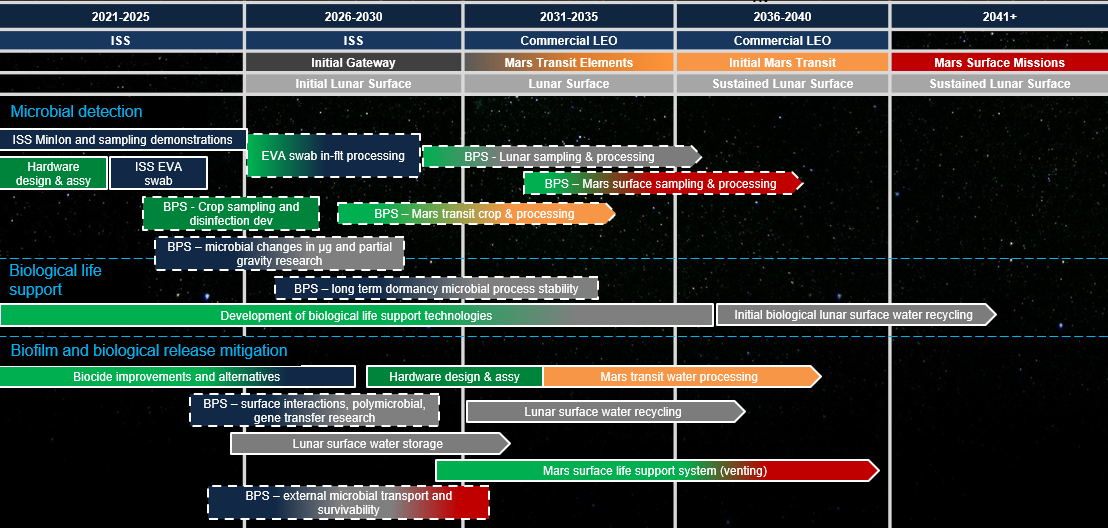 2021-2025
2026-2030
2031-2035
2036-2040
2041+
ISS
ISS
Commercial LEO
Commercial LEO
Initial Gateway
Mars Transit Elements
Initial Mars Transit
Mars Surface Missions
Initial Lunar Surface
Lunar Surface
Sustained Lunar Surface
Sustained Lunar Surface
Microbial detection
ISS MinIon and sampling demonstrations
EVA swab in-flt processing
BPS - Lunar sampling & processing
Hardware
design & assy
ISS EVA
swab
BPS – Mars surface sampling & processing
BPS - Crop sampling and
disinfection dev
BPS – Mars transit crop & processing
BPS – microbial changes in µg and partial
gravity research
Biological life
support
BPS – long term dormancy microbial process stability
Development of biological life support technologies
Initial biological lunar surface water recycling
Biofilm and biological release mitigation
Biocide improvements and alternatives
Hardware design & assy
Mars transit water processing
BPS – surface interactions, polymicrobial,
gene transfer research
Lunar surface water recycling
Lunar surface water storage
Mars surface life support system (venting)
BPS – external microbial transport and
survivability